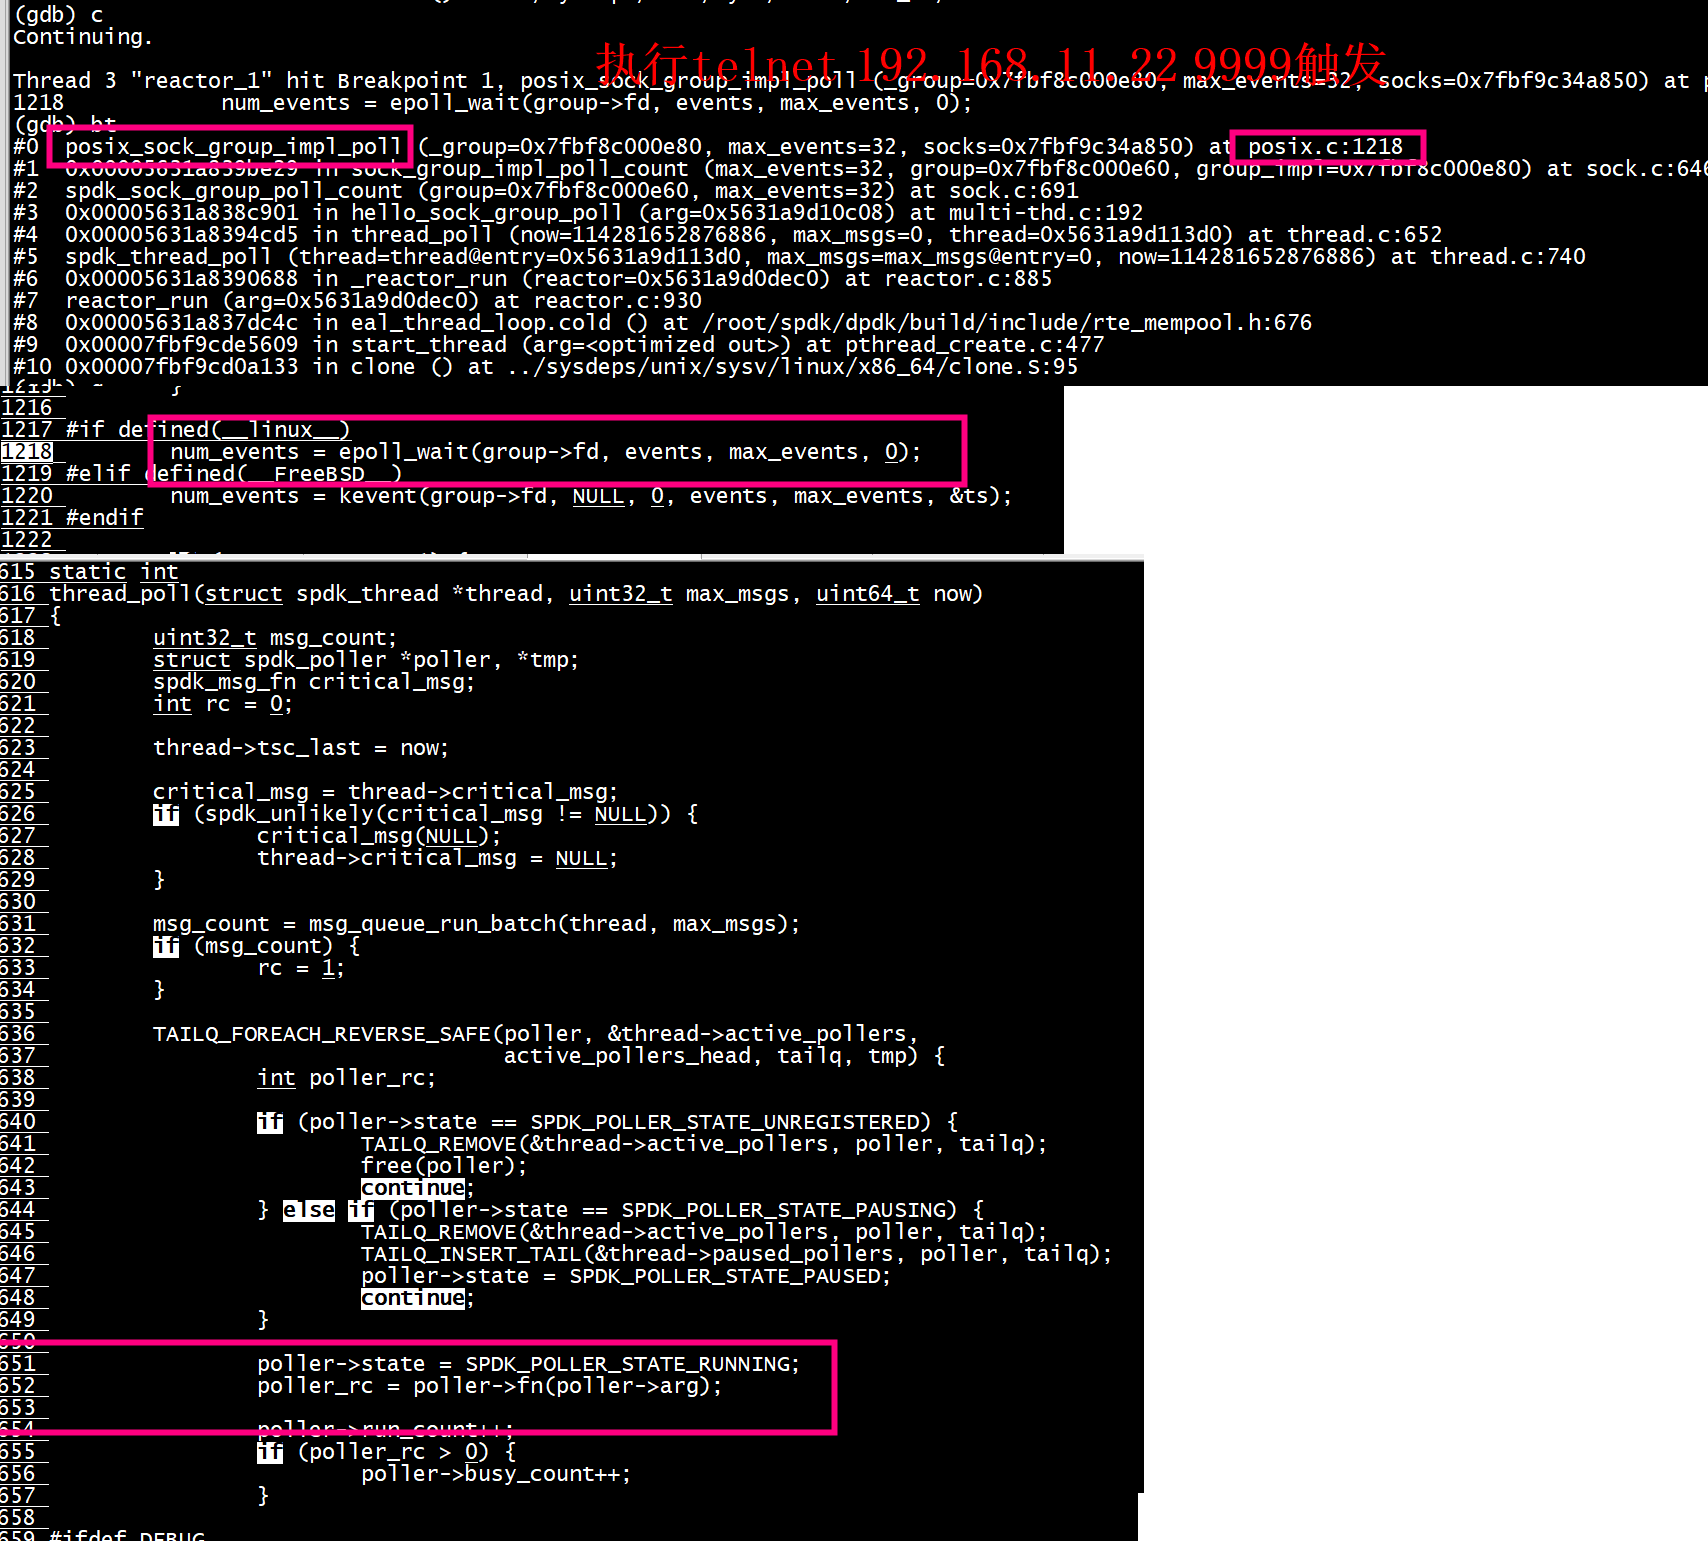 (gdb) c
Continuing.
执行telnet 192.168.11.22 9999触发
Thread 3 "reactor_1" hit Breakpoint 1, posix_sock_group_impl_poll (_group=0x7fbf8c000e80, max_events=32, socks=0x7fbf9c34a850) at
1218            num_events = epoll_wait(group->fd, events, max_events, 0);
(gdb) bt
#0  posix_sock_group_impl_poll (_group=0x7fbf8c000e80, max_events=32, socks=0x7fbf9c34a850) at posix.c:1218
#1  0x00005631a839be29 in sock_group_impl_poll_count (max_events=32, group=0x7fbf8c000e60, group_impl=0x7fbf8c000e80) at sock.c:646
#2  spdk_sock_group_poll_count (group=0x7fbf8c000e60, max_events=32) at sock.c:691
#3  0x00005631a838c901 in hello_sock_group_poll (arg=0x5631a9d10c08) at multi-thd.c:192
#4  0x00005631a8394cd5 in thread_poll (now=114281652876886, max_msgs=0, thread=0x5631a9d113d0) at thread.c:652
#5  spdk_thread_poll (thread=thread@entry=0x5631a9d113d0, max_msgs=max_msgs@entry=0, now=114281652876886) at thread.c:740
#6  0x00005631a8390688 in _reactor_run (reactor=0x5631a9d0dec0) at reactor.c:885
#7  reactor_run (arg=0x5631a9d0dec0) at reactor.c:930
#8  0x00005631a837dc4c in eal_thread_loop.cold () at /root/spdk/dpdk/build/include/rte_mempool.h:676
#9  0x00007fbf9cde5609 in start_thread (arg=<optimized out>) at pthread_create.c:477
#10 0x00007fbf9cd0a133 in clone () at ../sysdeps/unix/sysv/linux/x86_64/clone.S:95
1215         }
1216
1217 #if defined(__linux__)
1218         num_events = epoll_wait(group->fd, events, max_events, 0);
1219 #elif defined(__FreeBSD__)
1220         num_events = kevent(group->fd, NULL, 0, events, max_events, &ts);
1221 #endif
1222
615 static int
616 thread_poll(struct spdk_thread *thread, uint32_t max_msgs, uint64_t now)
617 {
618         uint32_t msg_count;
619         struct spdk_poller *poller, *tmp;
620         spdk_msg_fn critical_msg;
621         int rc = 0;
622
623         thread->tsc_last = now;
624
625         critical_msg = thread->critical_msg;
626         if (spdk_unlikely(critical_msg != NULL)) {
627                 critical_msg(NULL);
628                 thread->critical_msg = NULL;
629         }
630
631         msg_count = msg_queue_run_batch(thread, max_msgs);
632         if (msg_count) {
633                 rc = 1;
634         }
635
636         TAILQ_FOREACH_REVERSE_SAFE(poller, &thread->active_pollers,
637                                    active_pollers_head, tailq, tmp) {
638                 int poller_rc;
639
640                 if (poller->state == SPDK_POLLER_STATE_UNREGISTERED) {
641                         TAILQ_REMOVE(&thread->active_pollers, poller, tailq);
642                         free(poller);
643                         continue;
644                 } else if (poller->state == SPDK_POLLER_STATE_PAUSING) {
645                         TAILQ_REMOVE(&thread->active_pollers, poller, tailq);
646                         TAILQ_INSERT_TAIL(&thread->paused_pollers, poller, tailq);
647                         poller->state = SPDK_POLLER_STATE_PAUSED;
648                         continue;
649                 }
650
651                 poller->state = SPDK_POLLER_STATE_RUNNING;
652                 poller_rc = poller->fn(poller->arg);
653
654                 poller->run_count++;
655                 if (poller_rc > 0) {
656                         poller->busy_count++;
657                 }
658
659 #ifdef DEBUG